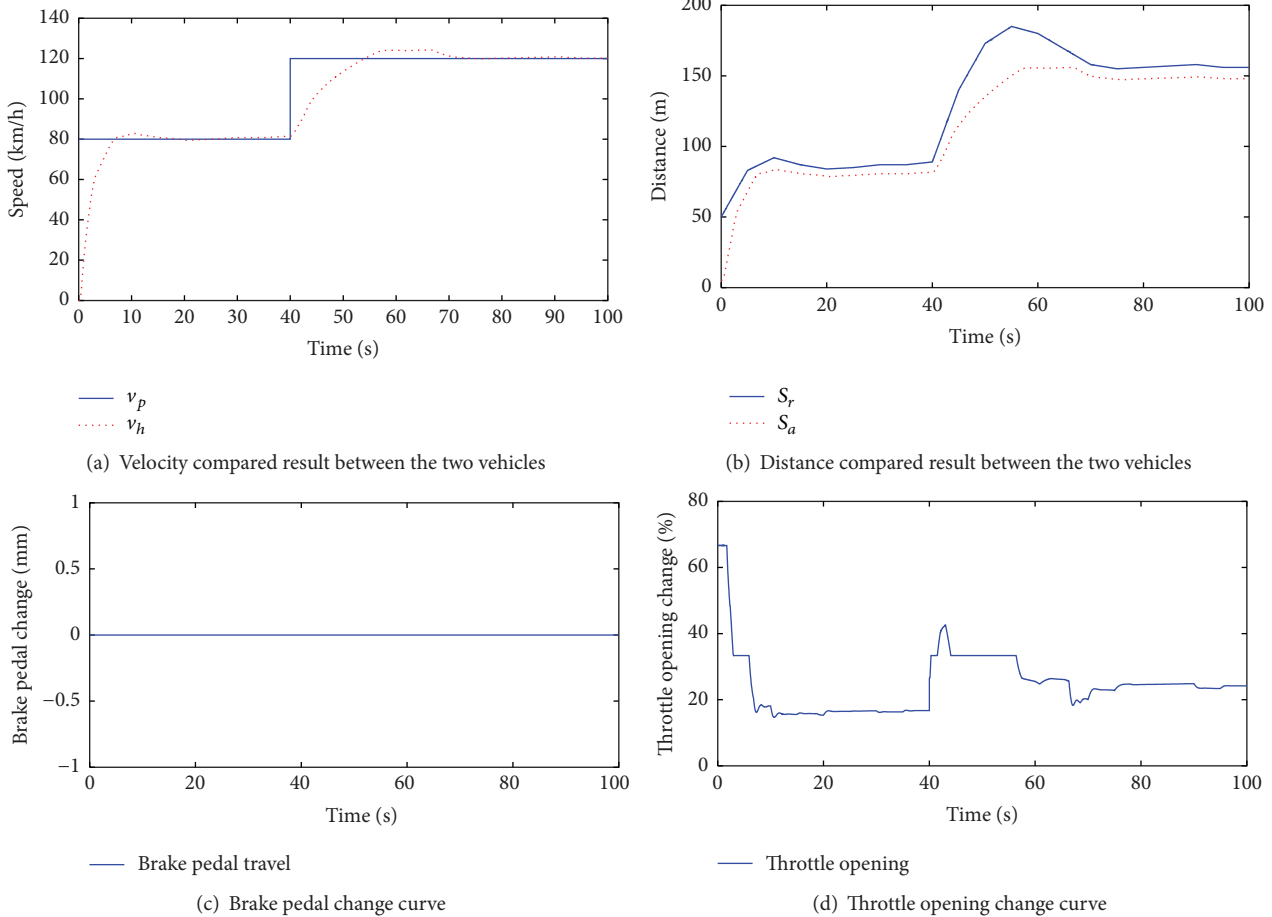 Speed (km/h)
120
100
80
60
40
20
0
0 10 20 30 40 50 60 70 80 90 100
Time (s)
v_p
v_h
(a) Velocity compared result between the two vehicles
Distance (m)
200
150
100
50
0
0 20 40 60 80 100
Time (s)
S_r
S_a
(b) Distance compared result between the two vehicles
Brake pedal change (mm)
1
0.5
0
−0.5
−1
0 20 40 60 80 100
Time (s)
Brake pedal travel
(c) Brake pedal change curve
Throttle opening change (%)
80
60
40
20
0
0 20 40 60 80 100
Time (s)
Throttle opening
(d) Throttle opening change curve